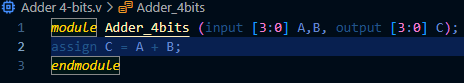 Adder 4-bits.v > Adder_4bits
1 module Adder_4bits (input [3:0] A,B, output [3:0] C);
2 assign C = A + B;
3 endmodule